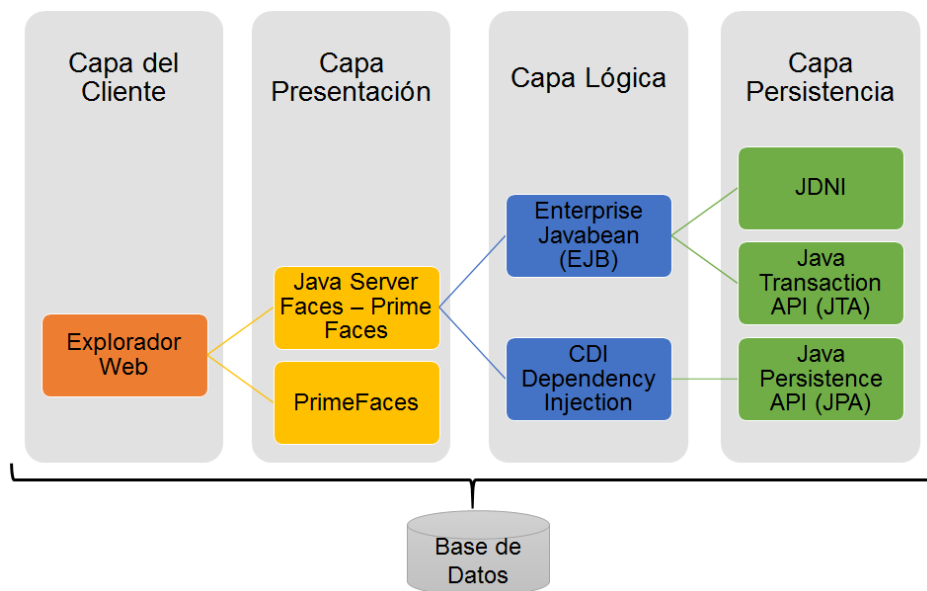 Capa del
Cliente
Capa
Presentación
Capa Lógica
Capa
Persistencia
Explorador
Web
Java Server
Faces – Prime
Faces
PrimeFaces
Enterprise
Javabean
(EJB)
CDI
Dependency
Injection
JDNI
Java
Transaction
API (JTA)
Java
Persistence
API (JPA)
Base de
Datos